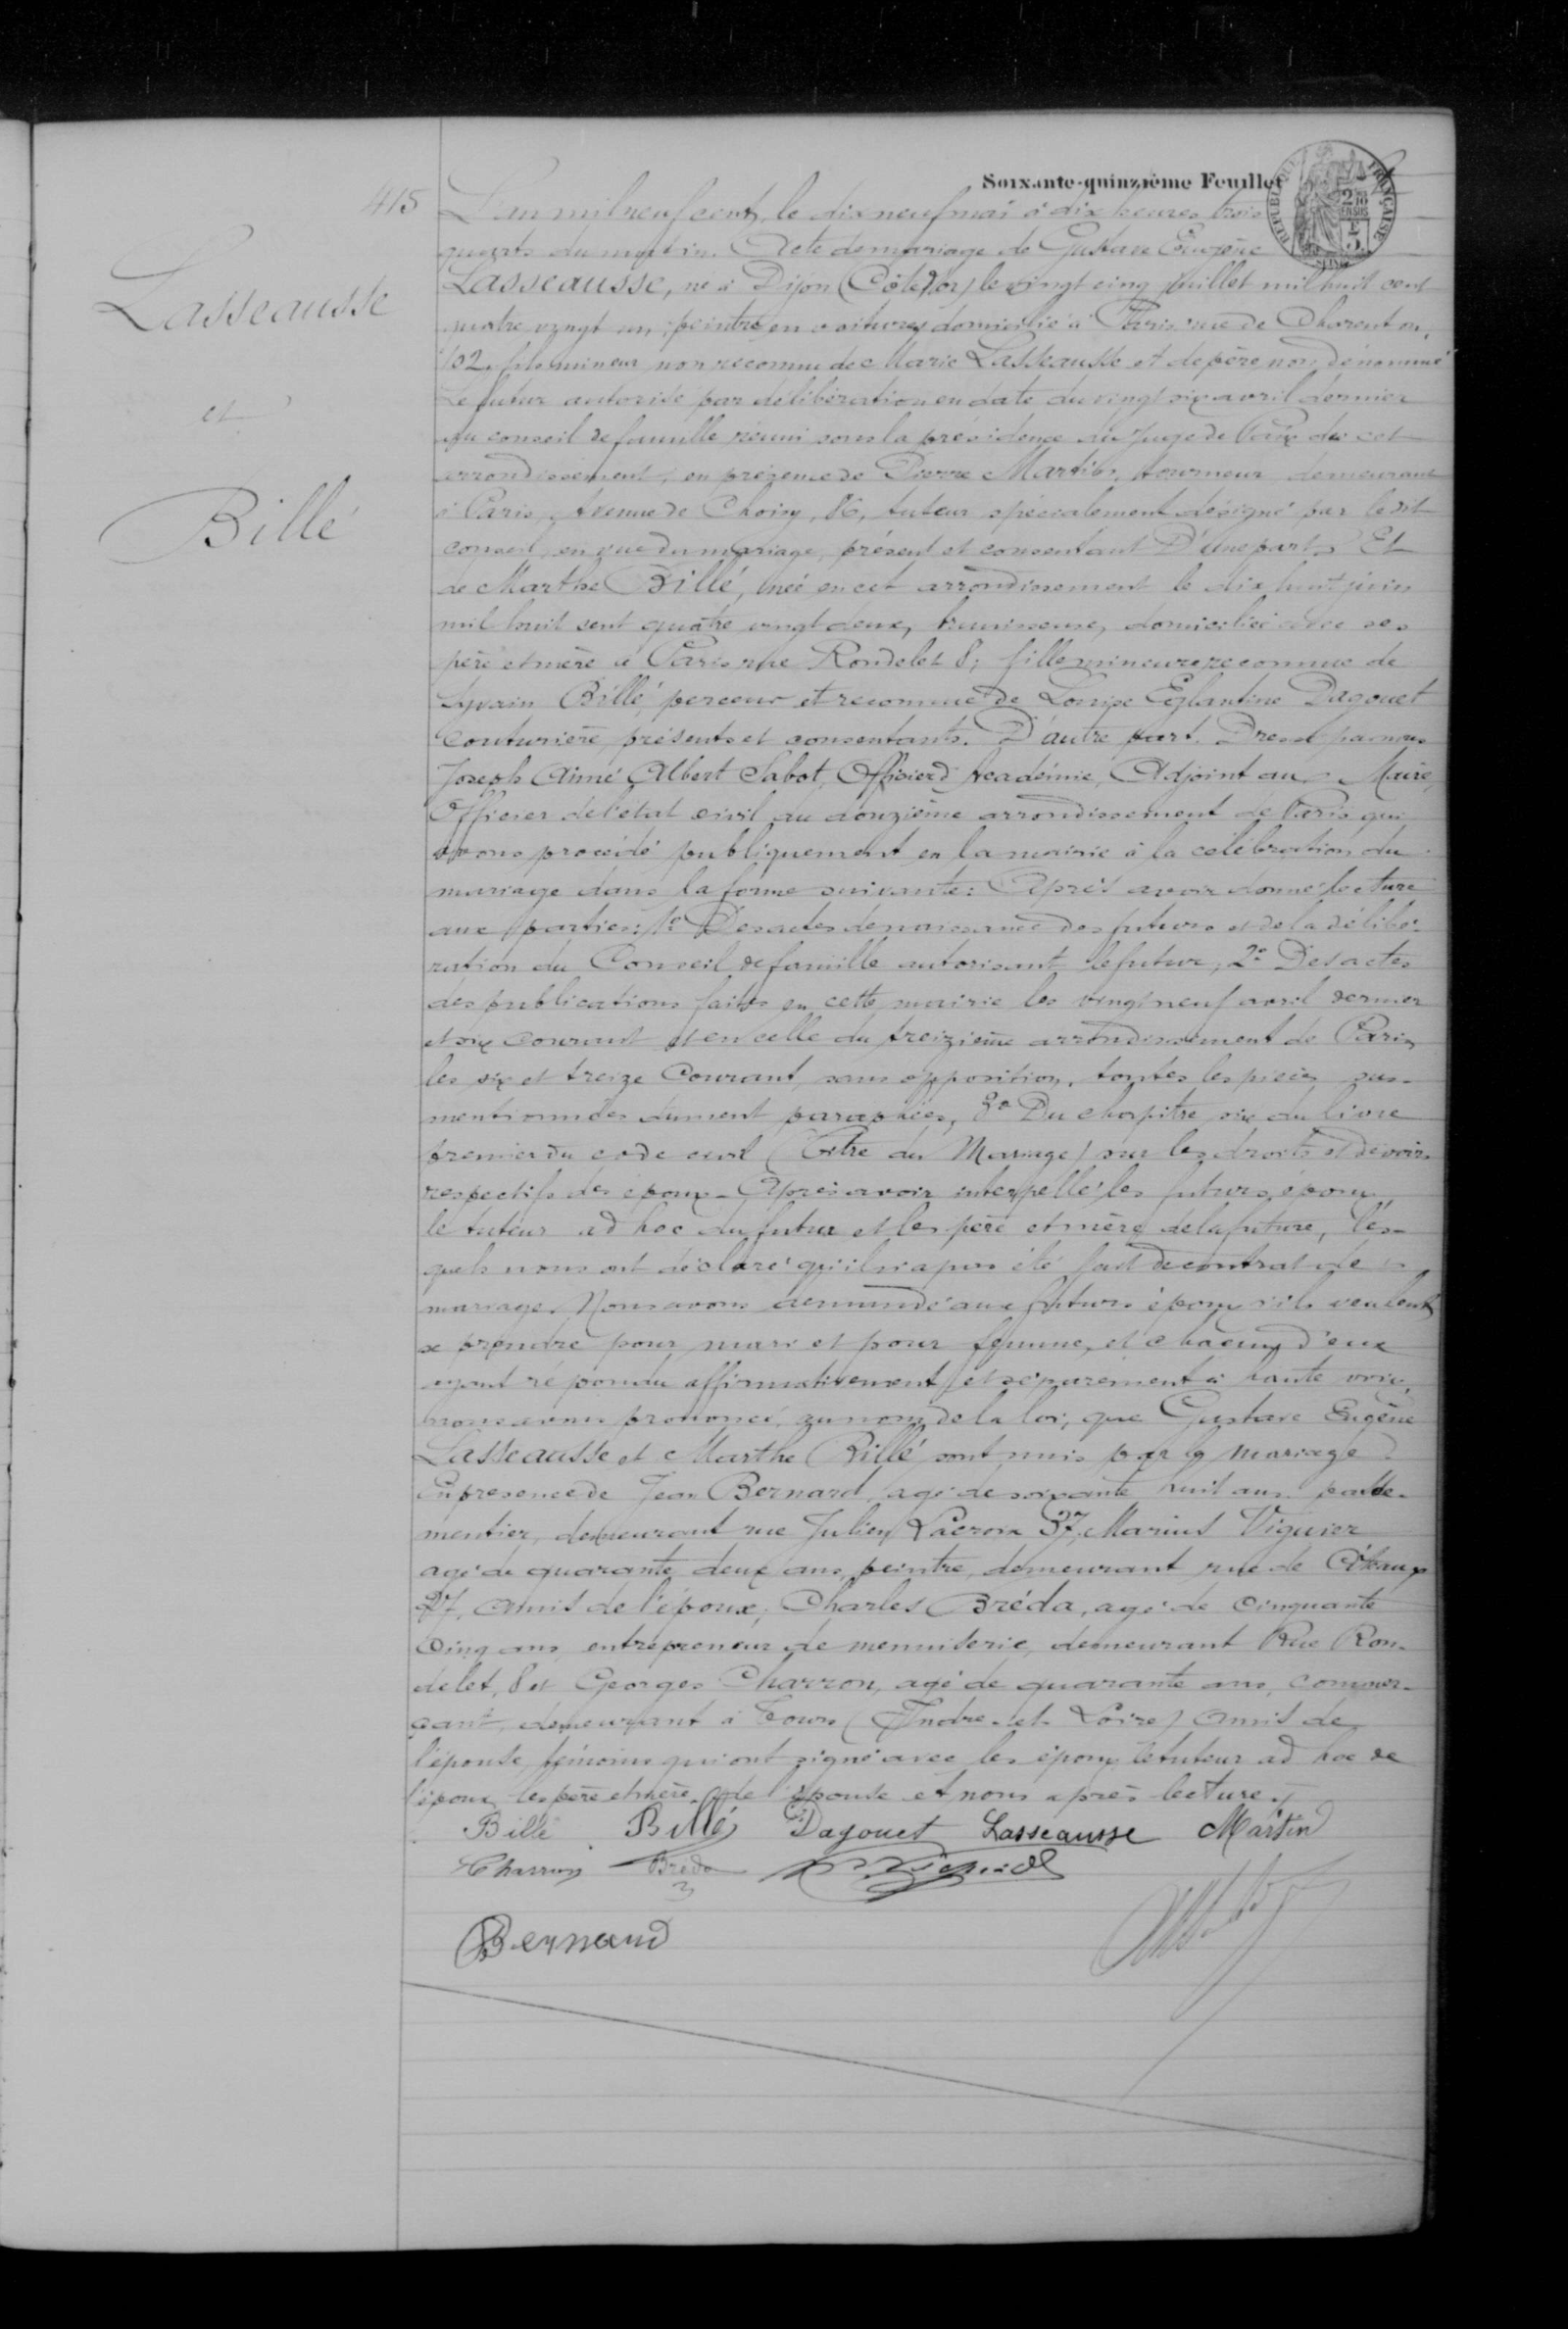 Soixante-quinzième Feuillet
RÉPUBLIQUE FRANÇAISE
415
Lasseausse
et
Billé
L'an mil neuf cent, le dix neuf mai à dix heures trois
quarts du matin. Acte de mariage de Gustave Eugène
Lasseausse, né à Dijon (Côte d'or) le vingt cinq juillet mil huit cent
quatre vingt un, peintre en voitures, domicilié à Paris rue de Charenton,
102, fils mineur non reconnu de Marie Lasseausse et de père non dénommé
Le futur autorisé par délibération en date du vingt six avril dernier
du conseil de famille réuni sous la présidence du Juge de Paix de cet
arrondissement, en présence de Pierre Martin, tourneur, demeurant
à Paris, Avenue de Choisy, 86, tuteur spécialement désigné par ledit
conseil, en vue du mariage, présent et consentant D'une part. Et
de Marthe Billé, née en cet arrondissement le dix huit juin
mil huit cent quatre vingt deux, brunisseuse, domiciliée avec ses
père et mère à Paris rue Rondelet 8; fille mineure reconnue de
Sylvain Billé, perceur et reconnue de Louise Eglantine Dagouet
couturière présents et consentants. D'autre part. Dressé par nous
Joseph Aimé Albert Sabot, Officier d'Académie, Adjoint au Maire,
Officier de l'état civil du douzième arrondissement de Paris qui
avons procédé publiquement en la mairie à la célébration du
mariage dans la forme suivante: Après avoir donné lecture
aux parties: 1° Des actes de naissance des futurs et de la délibé-
ration du Conseil de famille autorisant le futur; 2° Des actes
des publications faites en cette mairie les vingt neuf avril dernier
et six courant et en celle du treizième arrondissement de Paris
les six et treize Courant, sans opposition, toutes les pièces sus-
mentionnées dûment paraphées, 3° Du chapitre six du livre
premier du code civil (Titre du Mariage) sur les droits et devoirs
respectifs des époux. Après avoir interpellé les futurs époux,
le tuteur ad hoc du futur et les père et mère de la future, les-
quels nous ont déclaré qu'il n'a pas été fait de contrat de
mariage. Nous avons demandé aux futurs époux s'ils veulent
se prendre pour mari et pour femme, et chacun d'eux
ayant répondu affirmativement et séparément à haute voix,
nous avons prononcé, au nom de la loi, que Gustave Eugène
Lasseausse et Marthe Billé sont unis par le mariage
En présence de Jean Bernard, agé de soixante huit ans, passe-
mentier, demeurant rue Julien Lacroix 37, Marius Viguier
agé de quarante deux ans, peintre, demeurant rue de
27, amis de l'époux; Charles Bréda, agé de cinquante
cinq ans, entrepreneur de menuiserie, demeurant Rue Ron-
delet, 8 et Georges Charron, agé de quarante ans, commer-
çant, demeurant à Tours (Indre-et-Loire) amis de
l'épouse, témoins qui ont signé avec les époux, le tuteur ad hoc de
l'époux, les père et mère de l'épouse et nous après lecture.
Billé Billé Dagouet Lasseausse Martin
Charron Bréda
Bernard